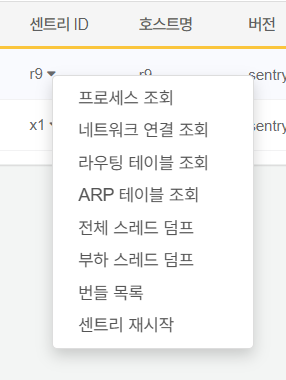 센트리 ID 호스트명 버전
r9 r9 sentry
프로세스 조회
네트워크 연결 조회
x1 sentry
라우팅 테이블 조회
ARP 테이블 조회
전체 스레드 덤프
부하 스레드 덤프
번들 목록
센트리 재시작